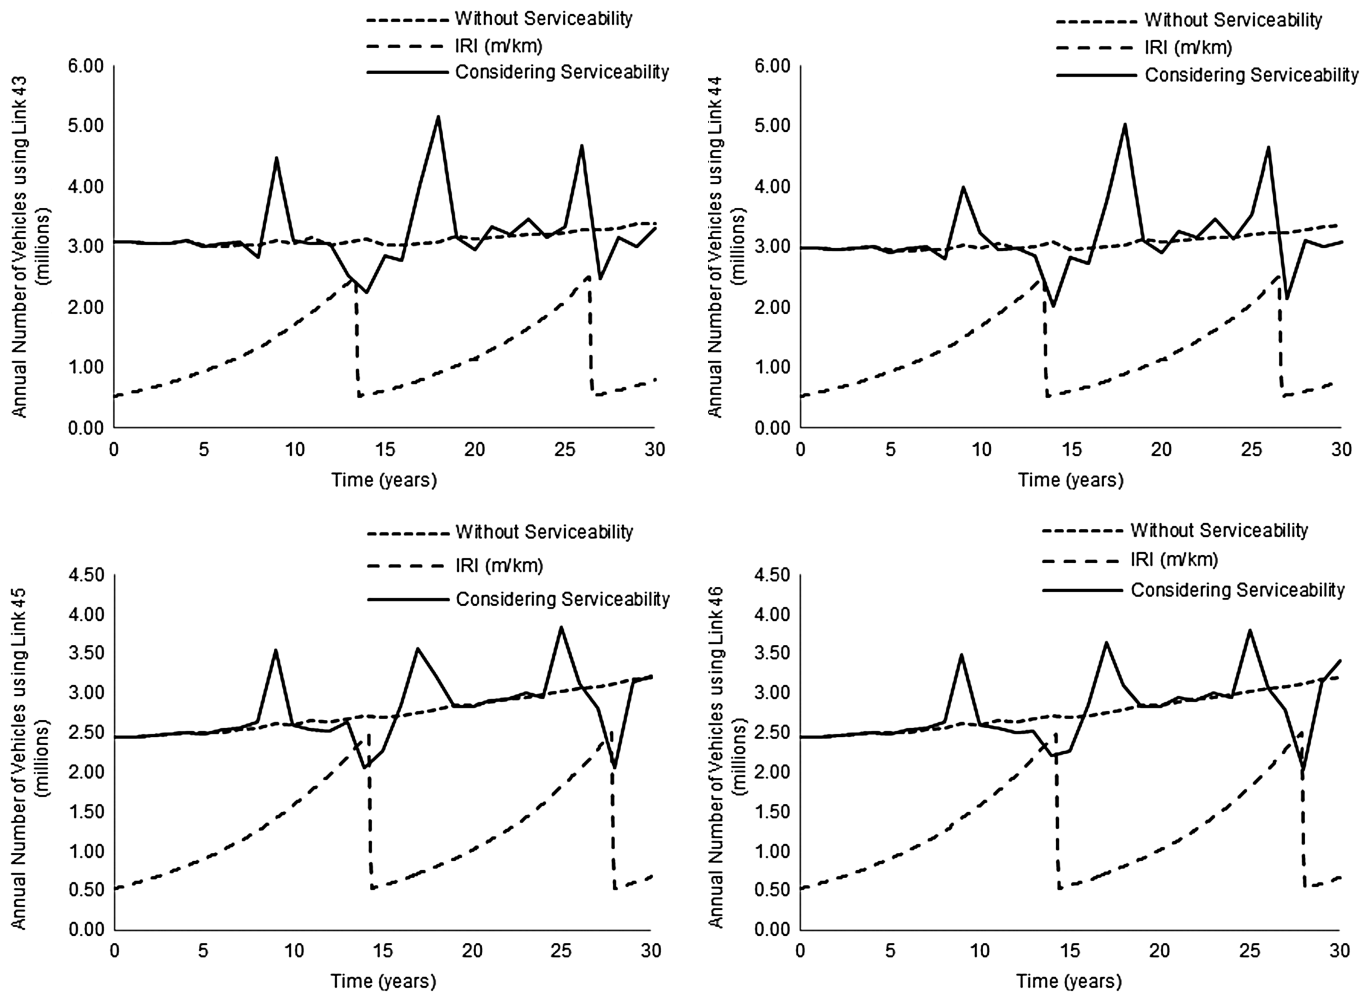 Without Serviceability
IRI (m/km)
Considering Serviceability
Annual Number of Vehicles using Link 43
(millions)
6.00
5.00
4.00
3.00
2.00
1.00
0.00
0 5 10 15 20 25 30
Time (years)
Without Serviceability
IRI (m/km)
Considering Serviceability
Annual Number of Vehicles using Link 44
(millions)
6.00
5.00
4.00
3.00
2.00
1.00
0.00
0 5 10 15 20 25 30
Time (years)
Without Serviceability
IRI (m/km)
Considering Serviceability
Annual Number of Vehicles using Link 45
(millions)
4.50
4.00
3.50
3.00
2.50
2.00
1.50
1.00
0.50
0.00
0 5 10 15 20 25 30
Time (years)
Without Serviceability
IRI (m/km)
Considering Serviceability
Annual Number of Vehicles using Link 46
(millions)
4.50
4.00
3.50
3.00
2.50
2.00
1.50
1.00
0.50
0.00
0 5 10 15 20 25 30
Time (years)